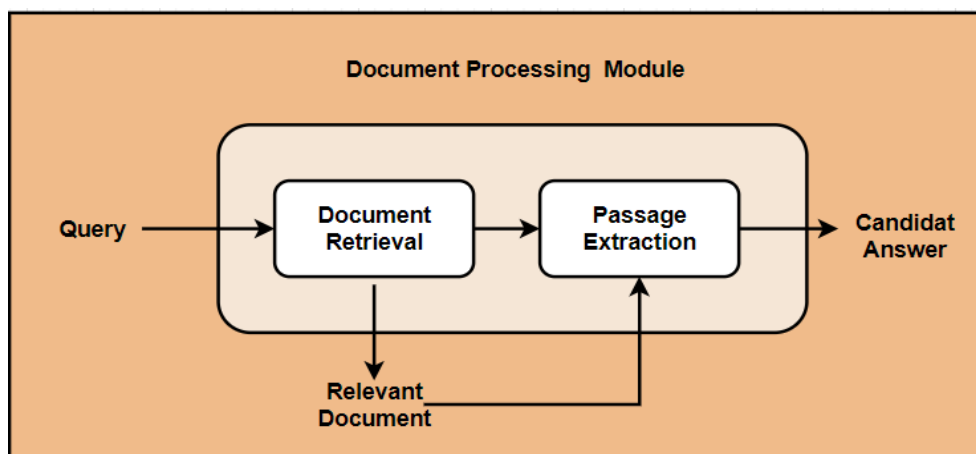 Document Processing Module
Query
Document
Retrieval
Passage
Extraction
Candidat
Answer
Relevant
Document